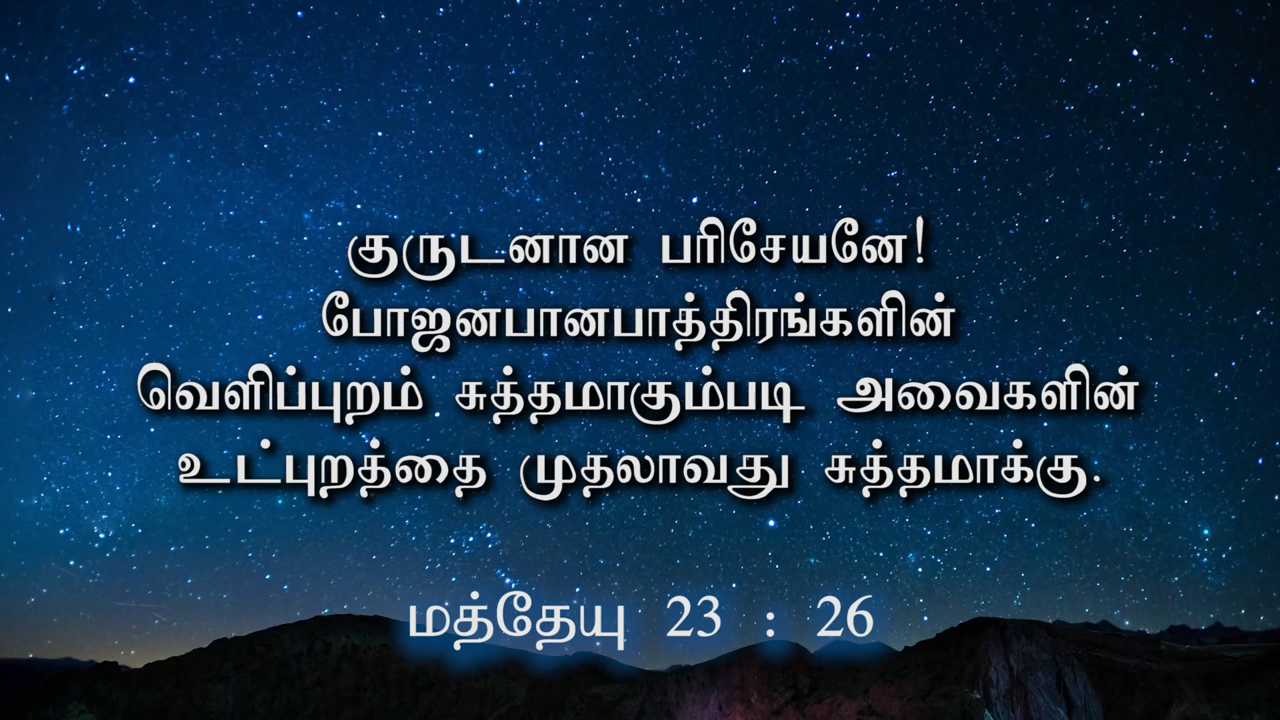 குருடனான பரிசேயனே!
போஜனபானபாத்திரங்களின்
வெளிப்புறம் சுத்தமாகும்படி அவைகளின்
உட்புறத்தை முதலாவது சுத்தமாக்கு.
மத்தேயு 23 : 26